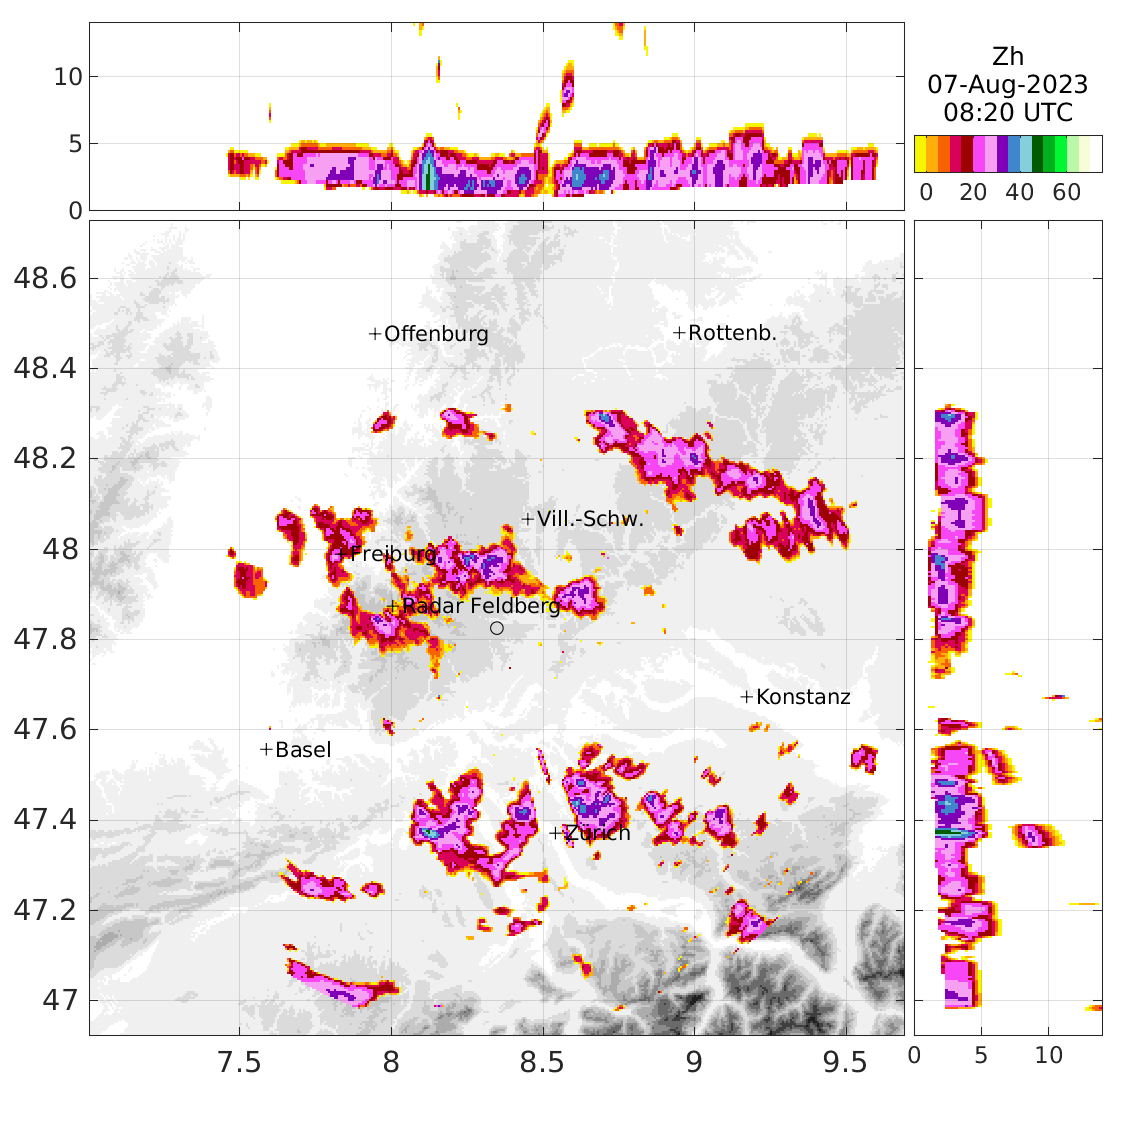 10
5
0
Zh
07-Aug-2023
08:20 UTC
0 20 40 60
48.6
48.4
48.2
48
47.8
47.6
47.4
47.2
47
+Offenburg
+Rottenb.
+Vill.-Schw.
+Freiburg
+Radar Feldberg
+Konstanz
+Basel
+Zurich
7.5 8 8.5 9 9.5
0 5 10